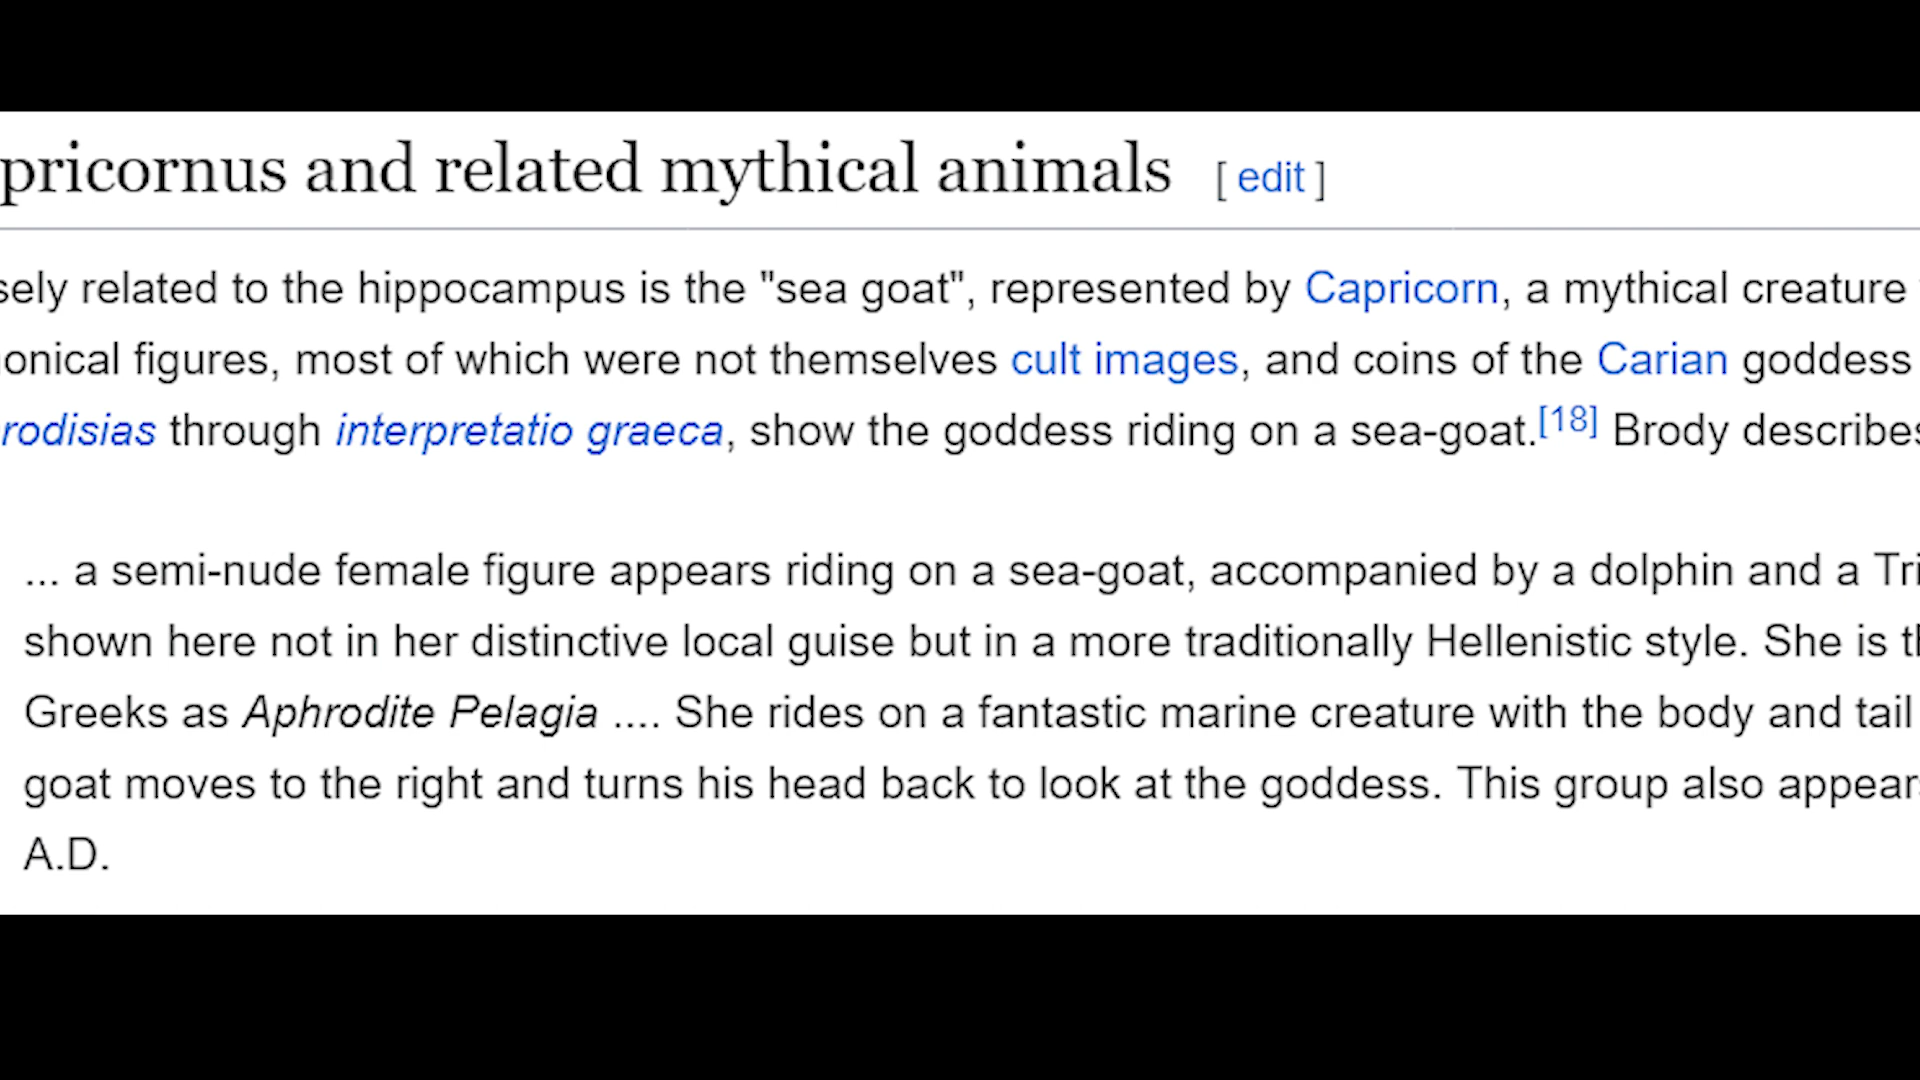 pricornus and related mythical animals [ edit ]
sely related to the hippocampus is the "sea goat", represented by Capricorn, a mythical creature
onical figures, most of which were not themselves cult images, and coins of the Carian goddess
rodisias through interpretatio graeca, show the goddess riding on a sea-goat.[18] Brody describes
... a semi-nude female figure appears riding on a sea-goat, accompanied by a dolphin and a Tri
shown here not in her distinctive local guise but in a more traditionally Hellenistic style. She is th
Greeks as Aphrodite Pelagia .... She rides on a fantastic marine creature with the body and tail
goat moves to the right and turns his head back to look at the goddess. This group also appears
A.D.